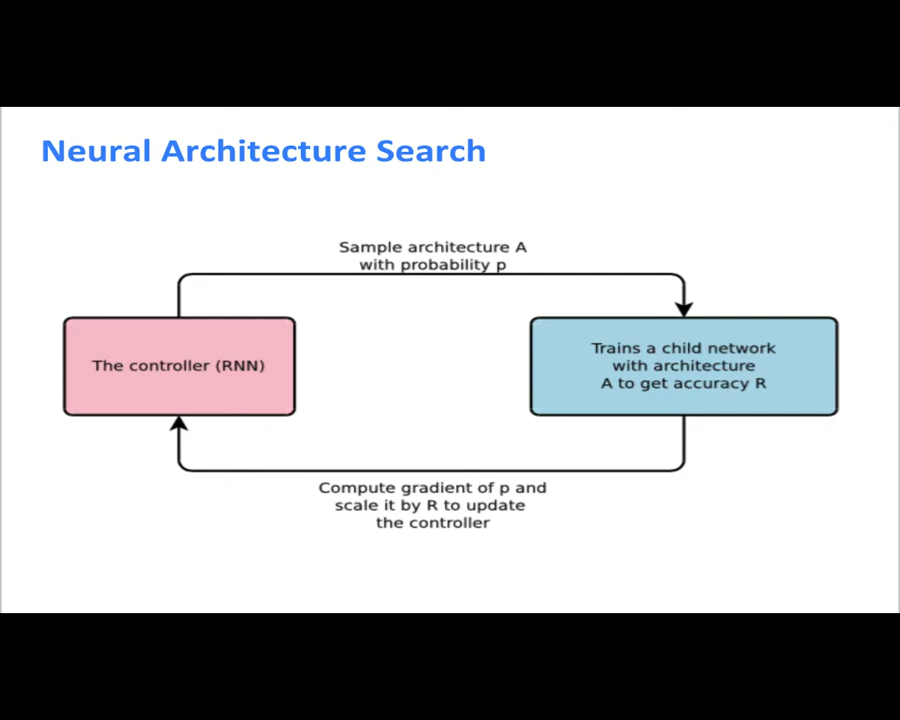 Neural Architecture Search
Sample architecture A
with probability p
The controller (RNN)
Trains a child network
with architecture
A to get accuracy R
Compute gradient of p and
scale it by R to update
the controller